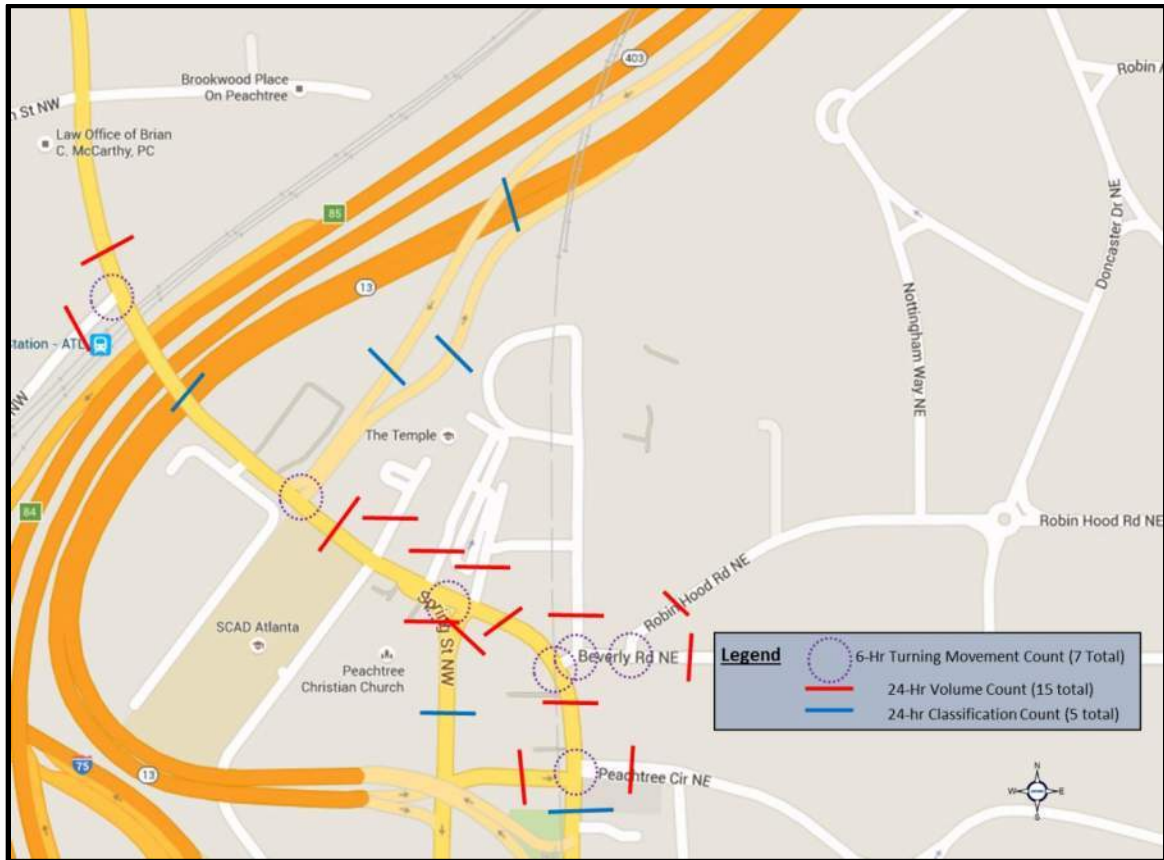 403
Robin A
Brookwood Place
On Peachtree
St NW
Law Office of Brian
C. McCarthy, PC
85
Doncaster Dr NE
13
Nottingham Way NE
Station - ATL
NW
The Temple
84
Robin Hood Rd NE
Robin Hood Rd NE
SCAD Atlanta
Spring St NW
Peachtree
Christian Church
Beverly Rd NE
Legend
6-Hr Turning Movement Count (7 Total)
24-Hr Volume Count (15 total)
24-hr Classification Count (5 total)
75
13
Peachtree Cir NE
N
W
E
S